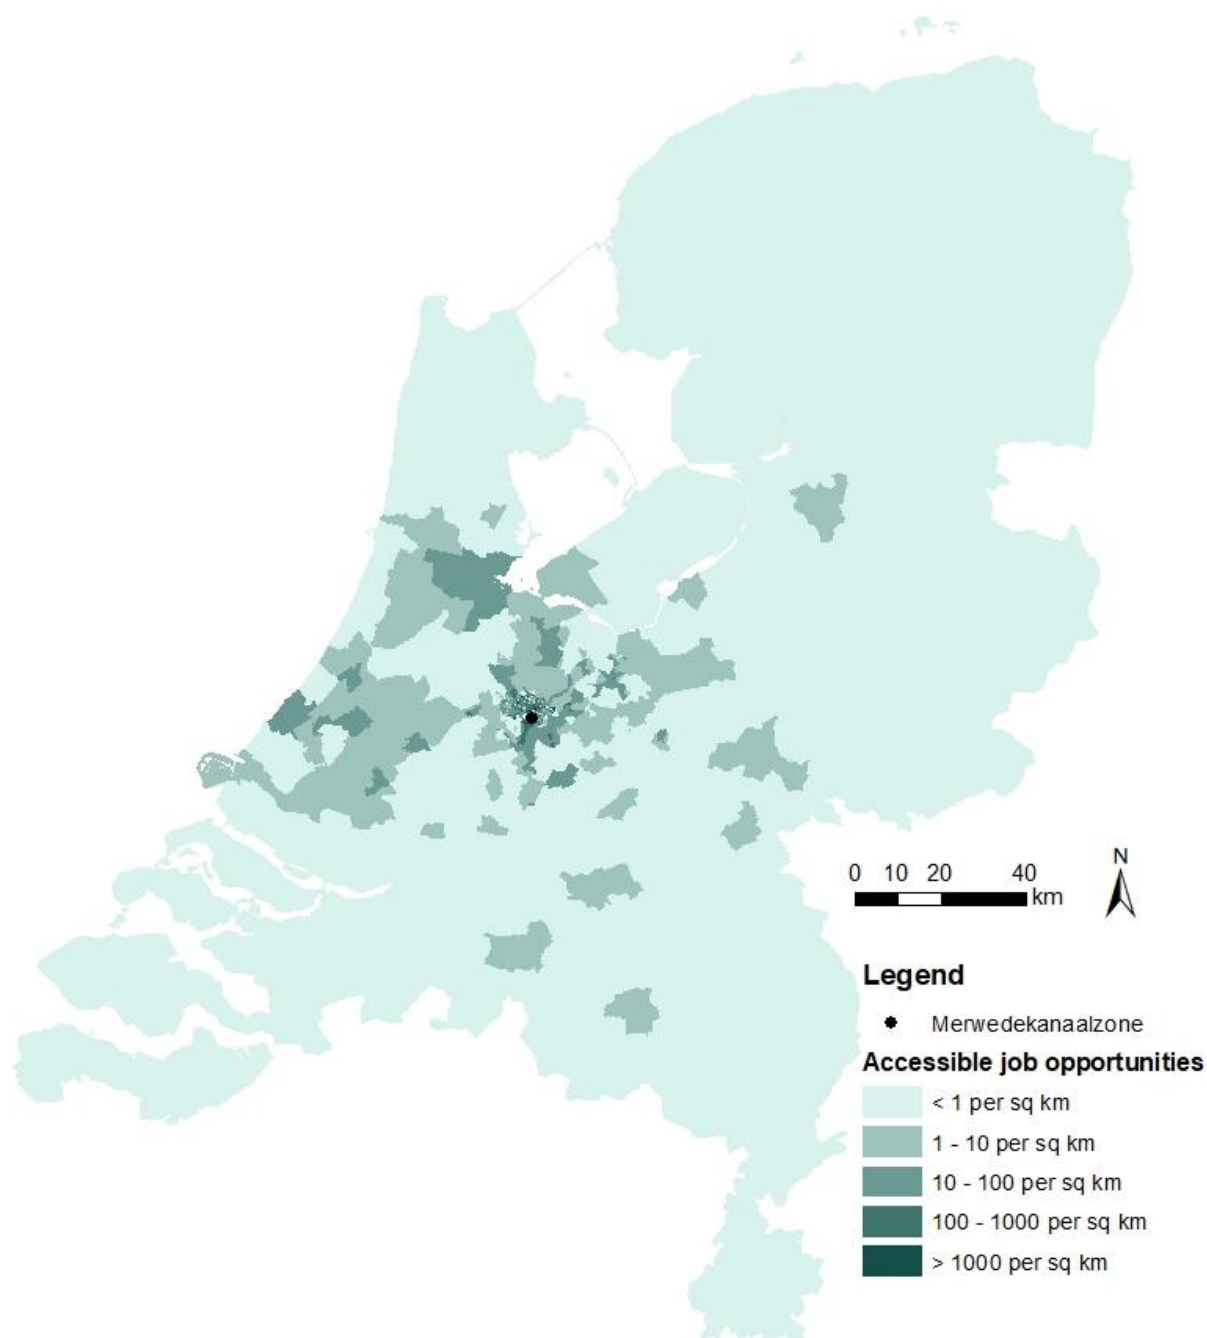 N
0 10 20 40
km
Legend
Merwedekanaalzone
Accessible job opportunities
< 1 per sq km
1 - 10 per sq km
10 - 100 per sq km
100 - 1000 per sq km
> 1000 per sq km